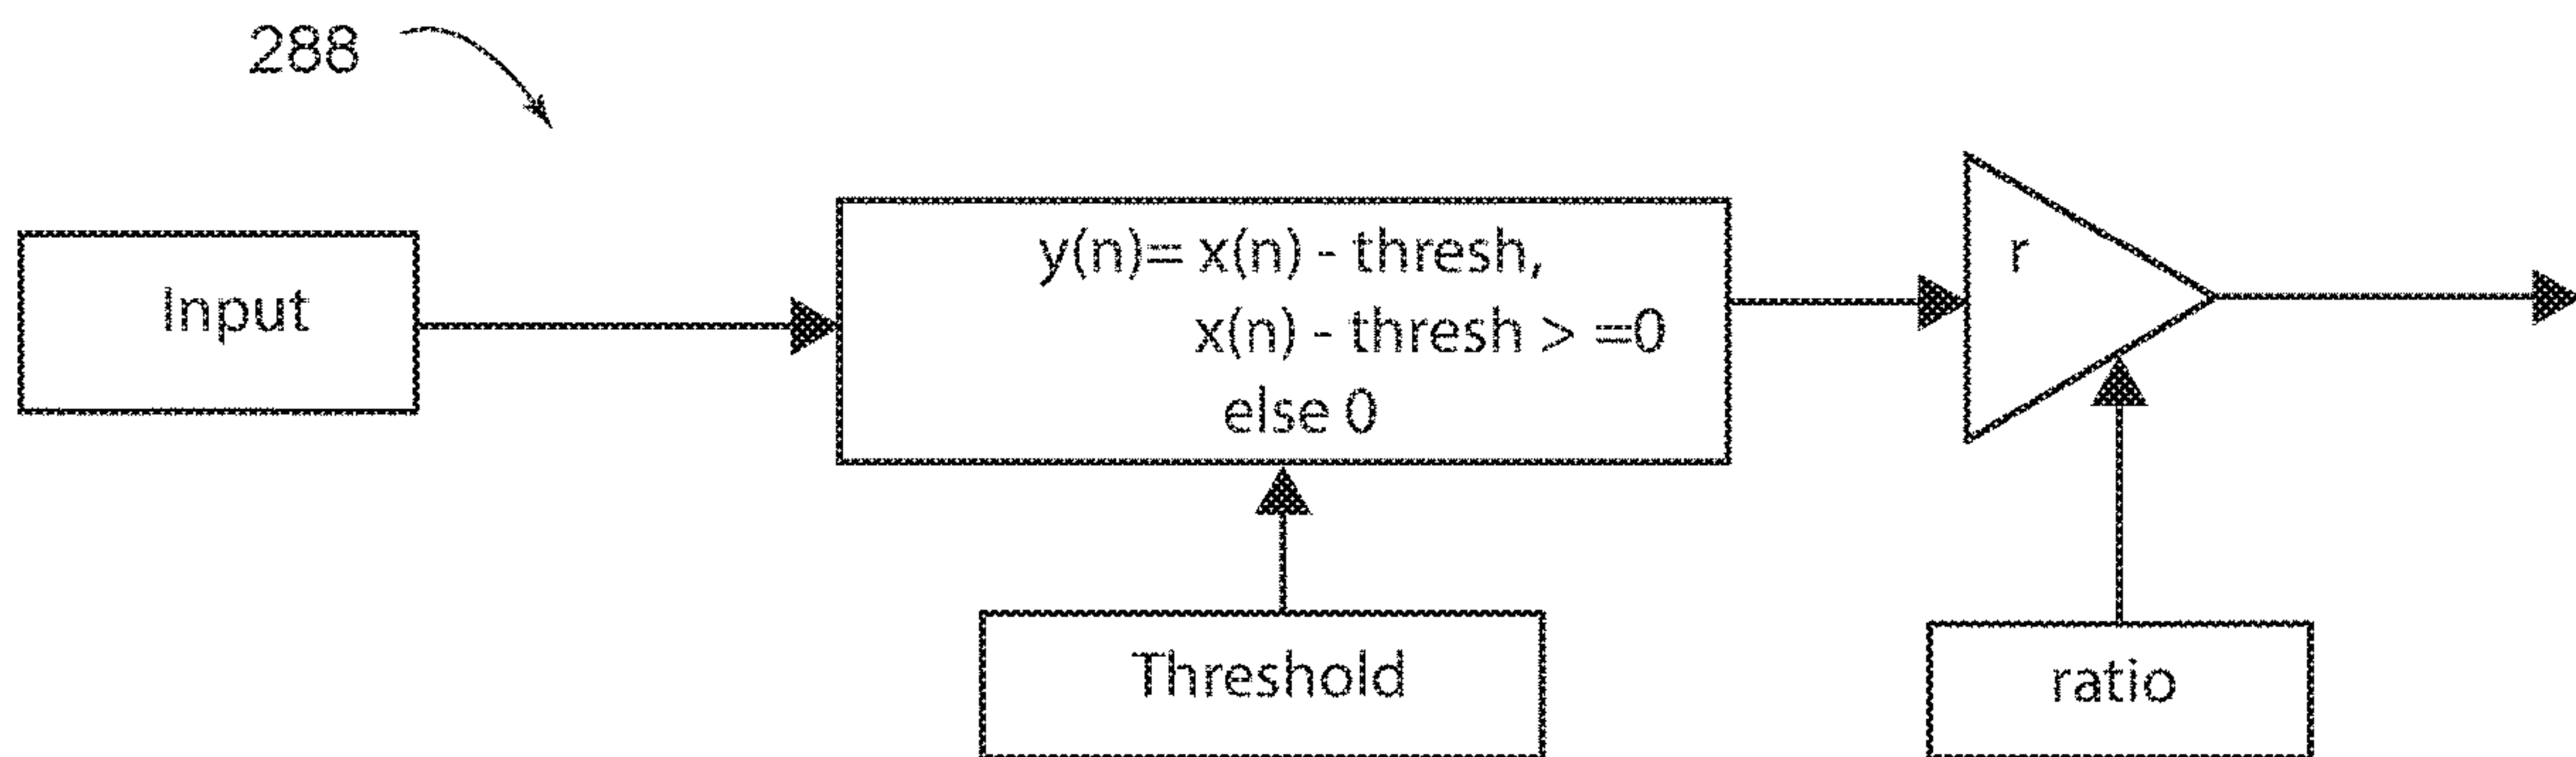 288
Input
y(n)= x(n) - thresh,
x(n) - thresh > =0
else 0
r
Threshold
ratio